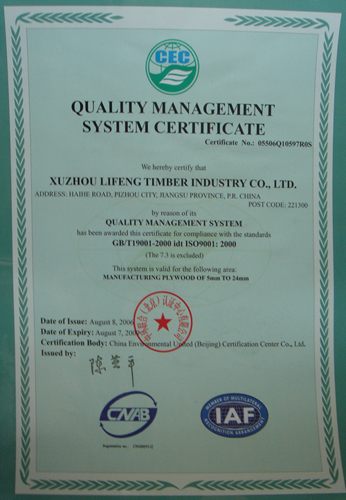 CEC
QUALITY MANAGEMENT
SYSTEM CERTIFICATE
Certificate No.: 05506Q10597R0S
We hereby certify that
XUZHOU LIFENG TIMBER INDUSTRY CO., LTD.
ADDRESS: HAIHE ROAD, PIZHOU CITY, JIANGSU PROVINCE, P.R. CHINA
POST CODE: 221300
by reason of its
QUALITY MANAGEMENT SYSTEM
has been awarded this certificate for compliance with the standards
GB/T19001-2000 idt ISO9001: 2000
(The 7.3 is excluded)
This system is valid for the following area
MANUFACTURING PLYWOOD OF 5mm TO 24mm
Date of Issue: August 8, 2006
Date of Expiry: August 7,
Certification Body: China Environmental United (Beijing) Certification Center Co., Ltd.
Issued by:
CNAB
MEMBER OF MULTILATERAL
IAF
RECOGNITION ARRANGEMENT